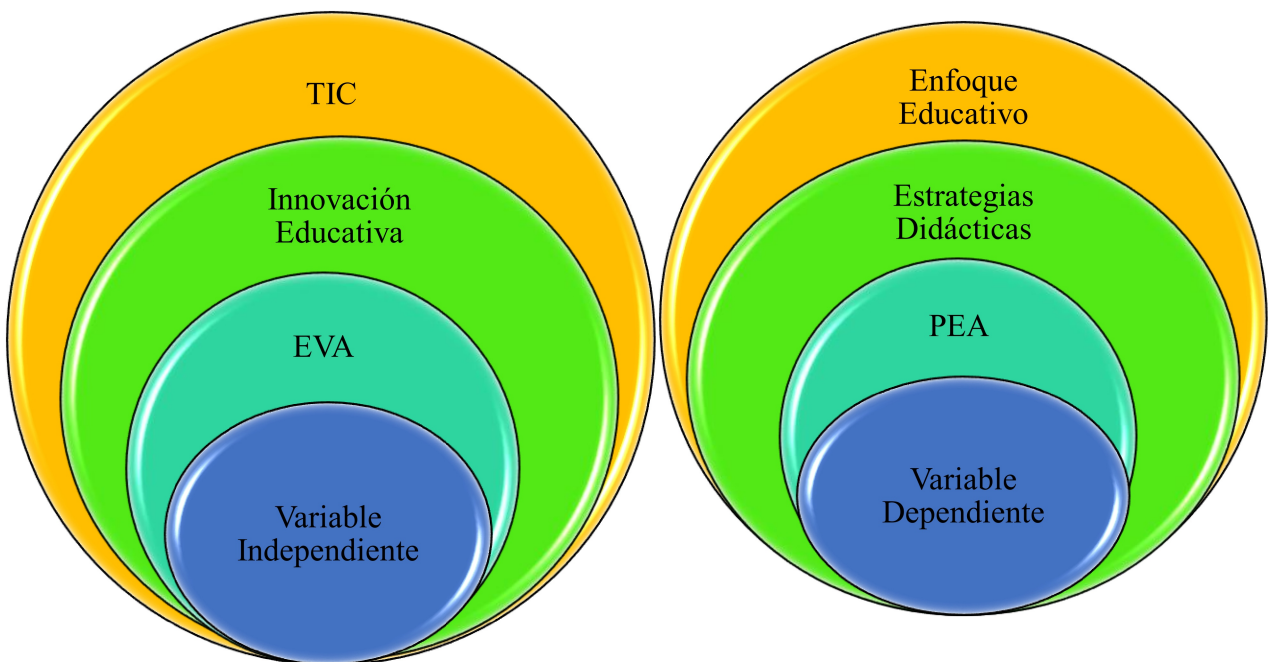 TIC
Innovación
Educativa
EVA
Variable
Independiente
Enfoque
Educativo
Estrategias
Didácticas
PEA
Variable
Dependiente